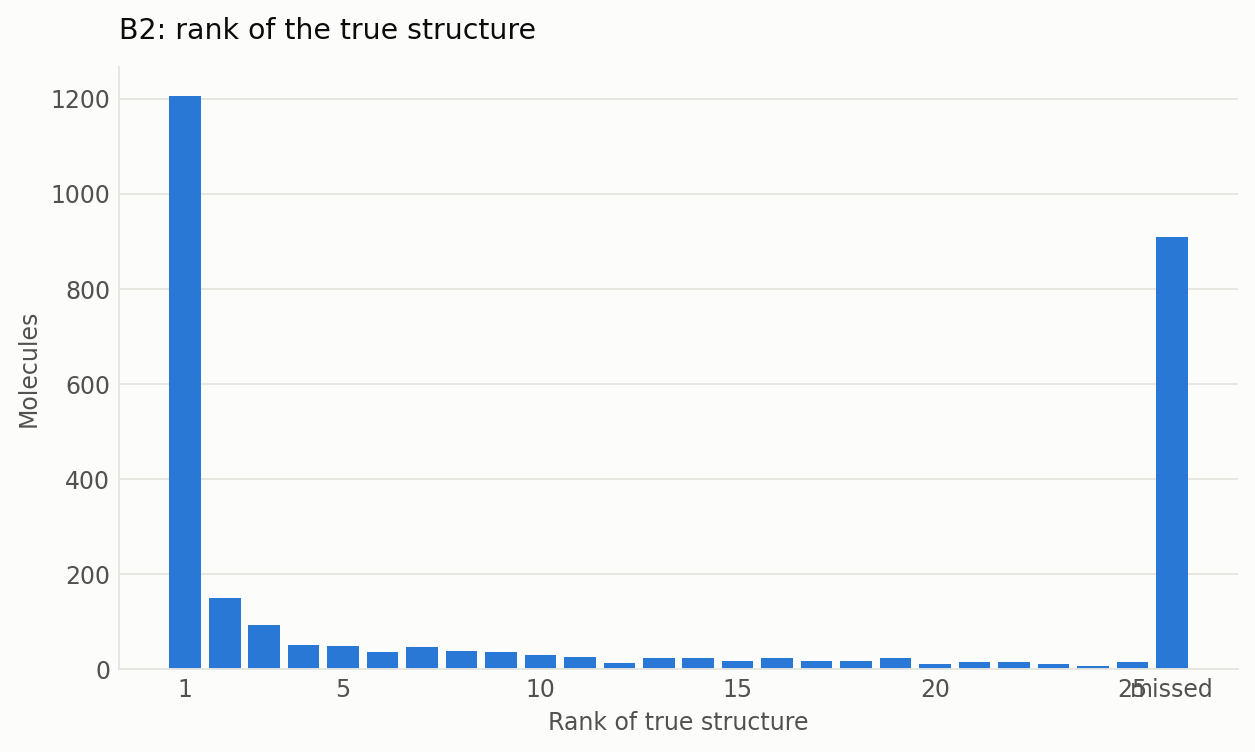 B2: rank of the true structure
1200
1000
800
600
400
200
0
Molecules
1 5 10 15 20 25 missed
Rank of true structure